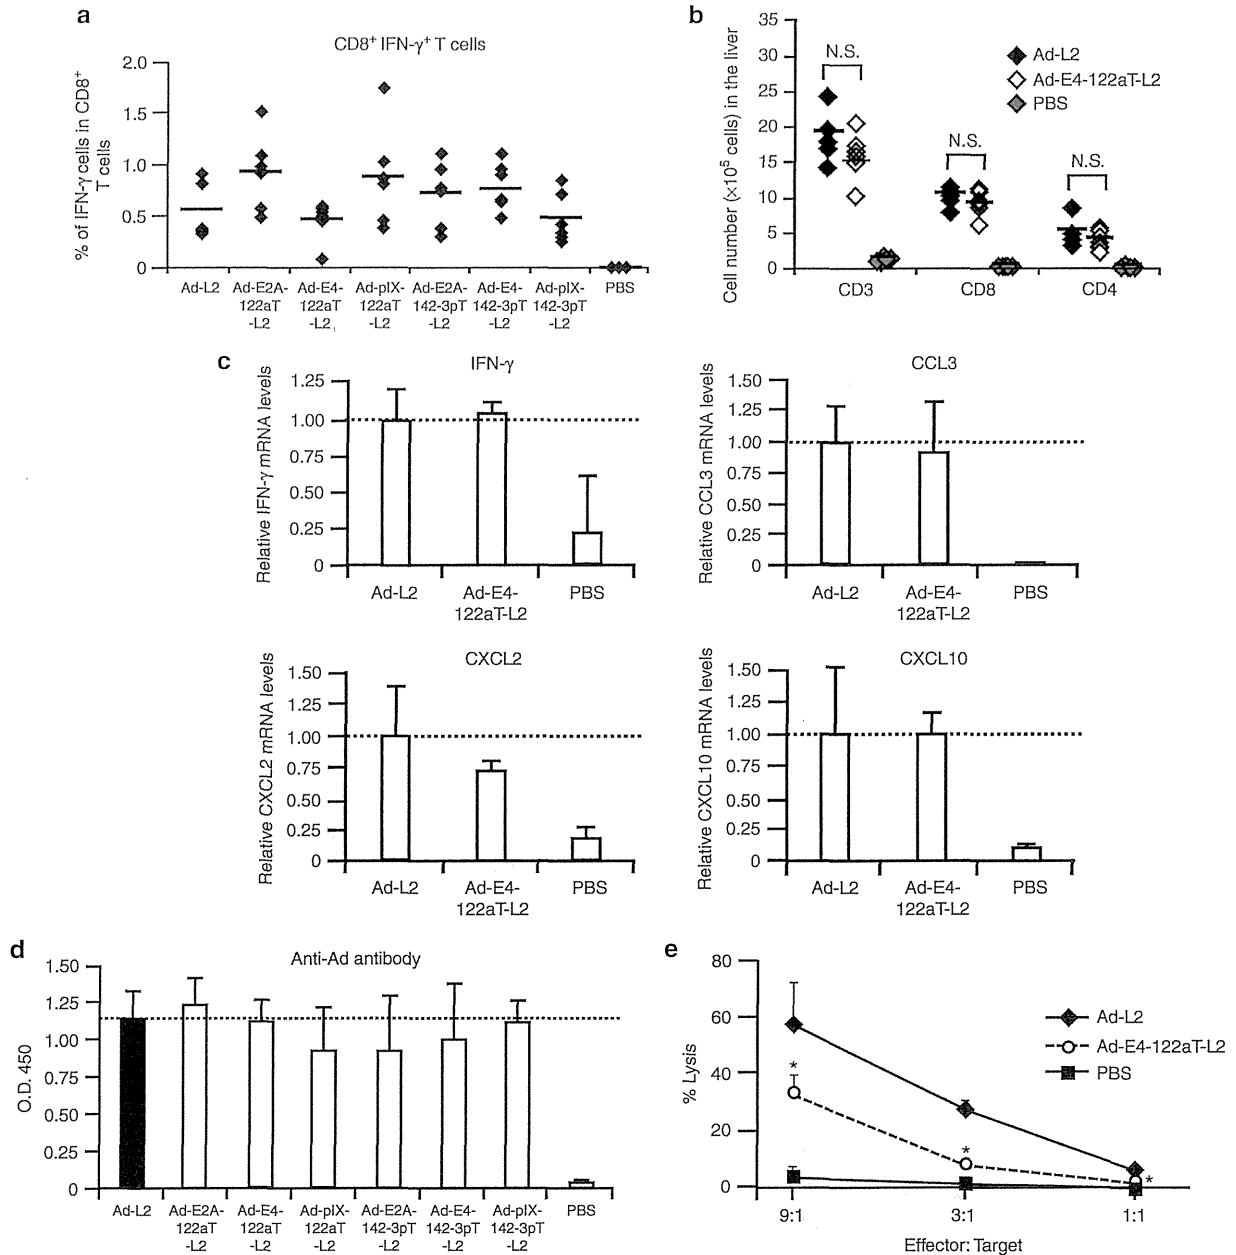 a
CD8+ IFN-γ+ T cells
% of IFN-γ cells in CD8+
T cells
2.0
1.5
1.0
0.5
0
Ad-L2
Ad-E2A-
122aT
-L2
Ad-E4-
122aT
-L2
Ad-pIX-
122aT
-L2
Ad-E2A-
142-3pT
-L2
Ad-E4-
142-3pT
-L2
Ad-pIX-
142-3pT
-L2
PBS
b
Cell number (×10⁵ cells) in the liver
35
30
25
20
15
10
5
0
N.S.
N.S.
N.S.
Ad-L2
Ad-E4-122aT-L2
PBS
CD3
CD8
CD4
c
IFN-γ
Relative IFN-γ mRNA levels
1.25
1.00
0.75
0.50
0.25
0
Ad-L2
Ad-E4-
122aT-L2
PBS
CCL3
Relative CCL3 mRNA levels
1.50
1.25
1.00
0.75
0.50
0.25
0
Ad-L2
Ad-E4-
122aT-L2
PBS
CXCL2
Relative CXCL2 mRNA levels
1.50
1.25
1.00
0.75
0.50
0.25
0
Ad-L2
Ad-E4-
122aT-L2
PBS
CXCL10
Relative CXCL10 mRNA levels
1.50
1.25
1.00
0.75
0.50
0.25
0
Ad-L2
Ad-E4-
122aT-L2
PBS
d
Anti-Ad antibody
O.D. 450
1.50
1.25
1.00
0.75
0.50
0.25
0
Ad-L2
Ad-E2A-
122aT
-L2
Ad-E4-
122aT
-L2
Ad-pIX-
122aT
-L2
Ad-E2A-
142-3pT
-L2
Ad-E4-
142-3pT
-L2
Ad-pIX-
142-3pT
-L2
PBS
e
% Lysis
80
60
40
20
0
*
*
*
Ad-L2
Ad-E4-122aT-L2
PBS
9:1
3:1
1:1
Effector: Target